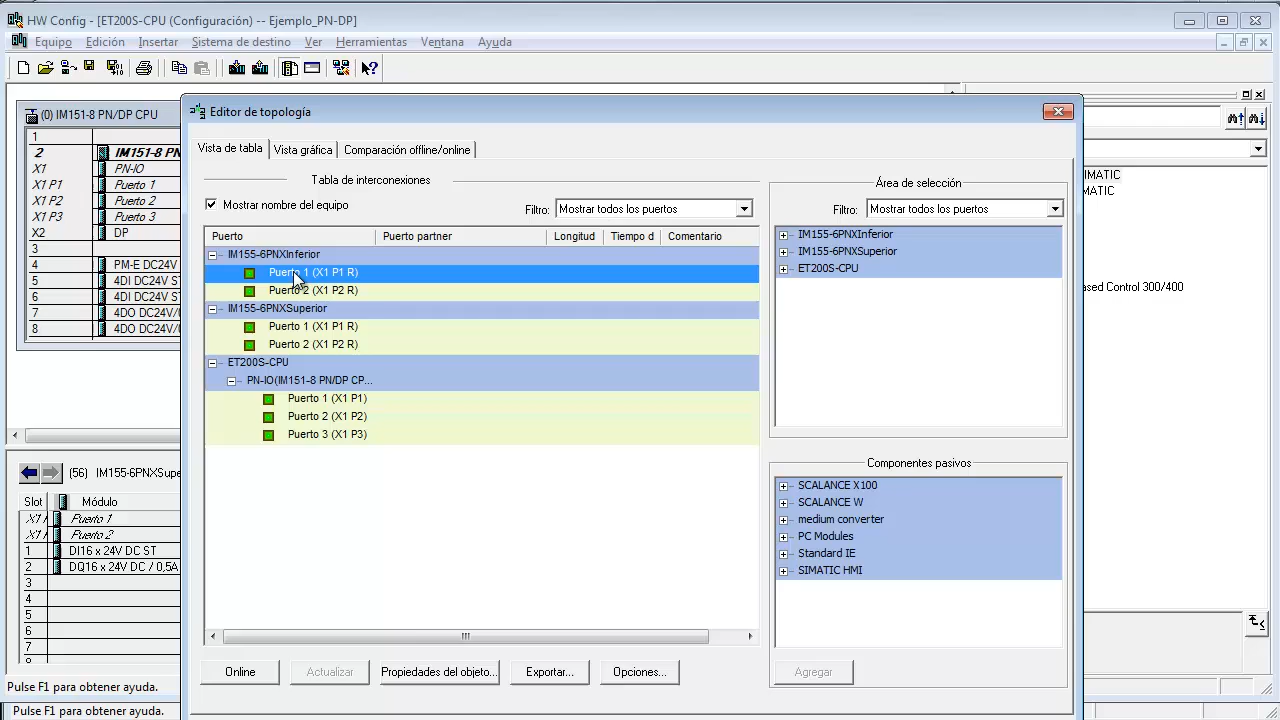 HW Config - [ET200S-CPU (Configuración) -- Ejemplo_PN-DP]
Equipo Edición Insertar Sistema de destino Ver Herramientas Ventana Ayuda
(0) IM151-8 PN/DP CPU
1
2 IM151-8 PN
X1 PN-IO
X1 P1 Puerto 1
X1 P2 Puerto 2
X1 P3 Puerto 3
X2 DP
3
4 PM-E DC24V
5 4DI DC24V ST
6 4DI DC24V ST
7 4DO DC24V/
8 4DO DC24V/
(56) IM155-6PNXSupe
Slot Módulo
X1 Puerto 1
X1 Puerto 2
1 DI16 x 24V DC ST
2 DQ16 x 24V DC / 0,5A
3
4
5
6
7
8
Pulse F1 para obtener ayuda.
Pulse F1 para obtener ayuda.
Editor de topología
Vista de tabla Vista gráfica Comparación offline/online
Tabla de interconexiones
Mostrar nombre del equipo
Filtro: Mostrar todos los puertos
Puerto Puerto partner Longitud Tiempo d Comentario
IM155-6PNXInferior
Puerto 1 (X1 P1 R)
Puerto 2 (X1 P2 R)
IM155-6PNXSuperior
Puerto 1 (X1 P1 R)
Puerto 2 (X1 P2 R)
ET200S-CPU
PN-IO(IM151-8 PN/DP CP...
Puerto 1 (X1 P1)
Puerto 2 (X1 P2)
Puerto 3 (X1 P3)
Online Actualizar Propiedades del objeto... Exportar... Opciones...
Área de selección
Filtro: Mostrar todos los puertos
IM155-6PNXInferior
IM155-6PNXSuperior
ET200S-CPU
Componentes pasivos
SCALANCE X100
SCALANCE W
medium converter
PC Modules
Standard IE
SIMATIC HMI
Agregar
IMATIC
MATIC
ased Control 300/400